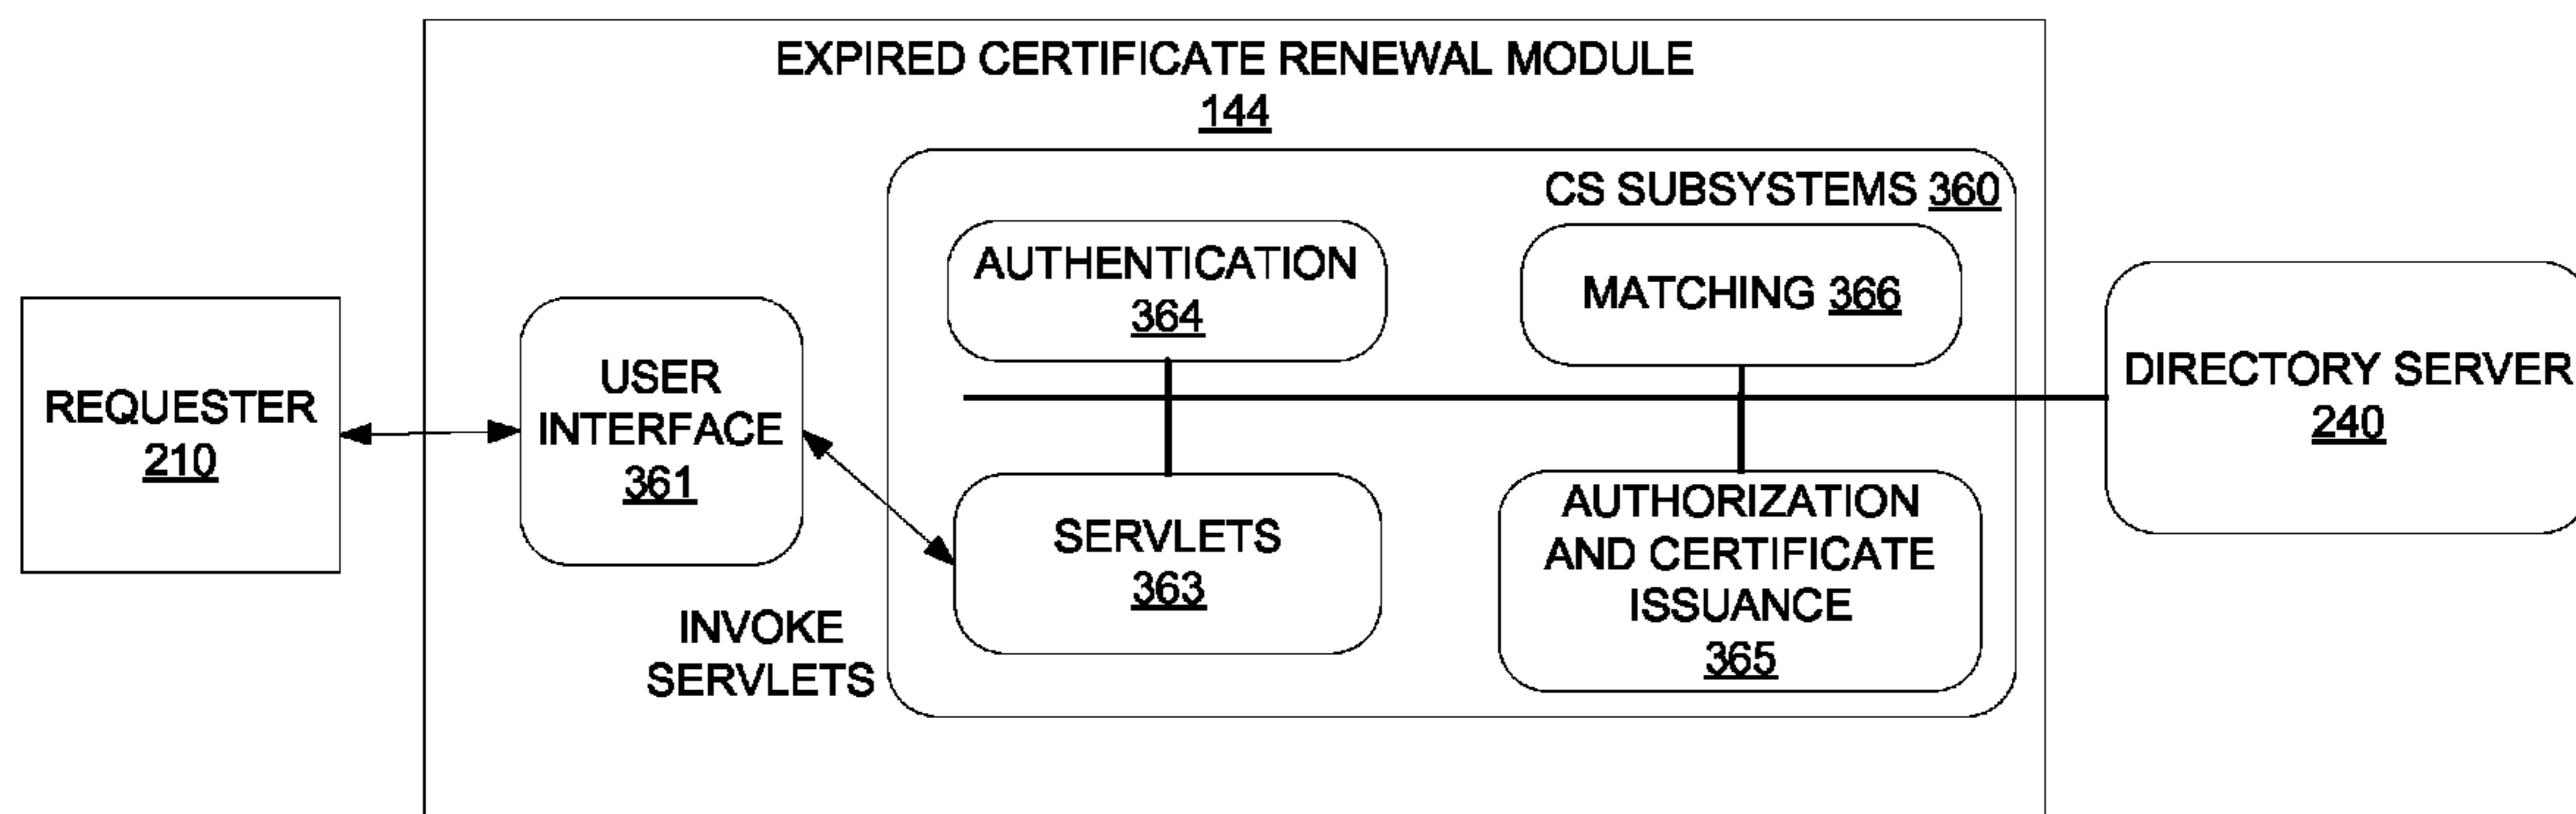 EXPIRED CERTIFICATE RENEWAL MODULE
144
CS SUBSYSTEMS 360
REQUESTER
210
USER
INTERFACE
361
INVOKE
SERVLETS
AUTHENTICATION
364
SERVLETS
363
MATCHING 366
AUTHORIZATION
AND CERTIFICATE
ISSUANCE
365
DIRECTORY SERVER
240